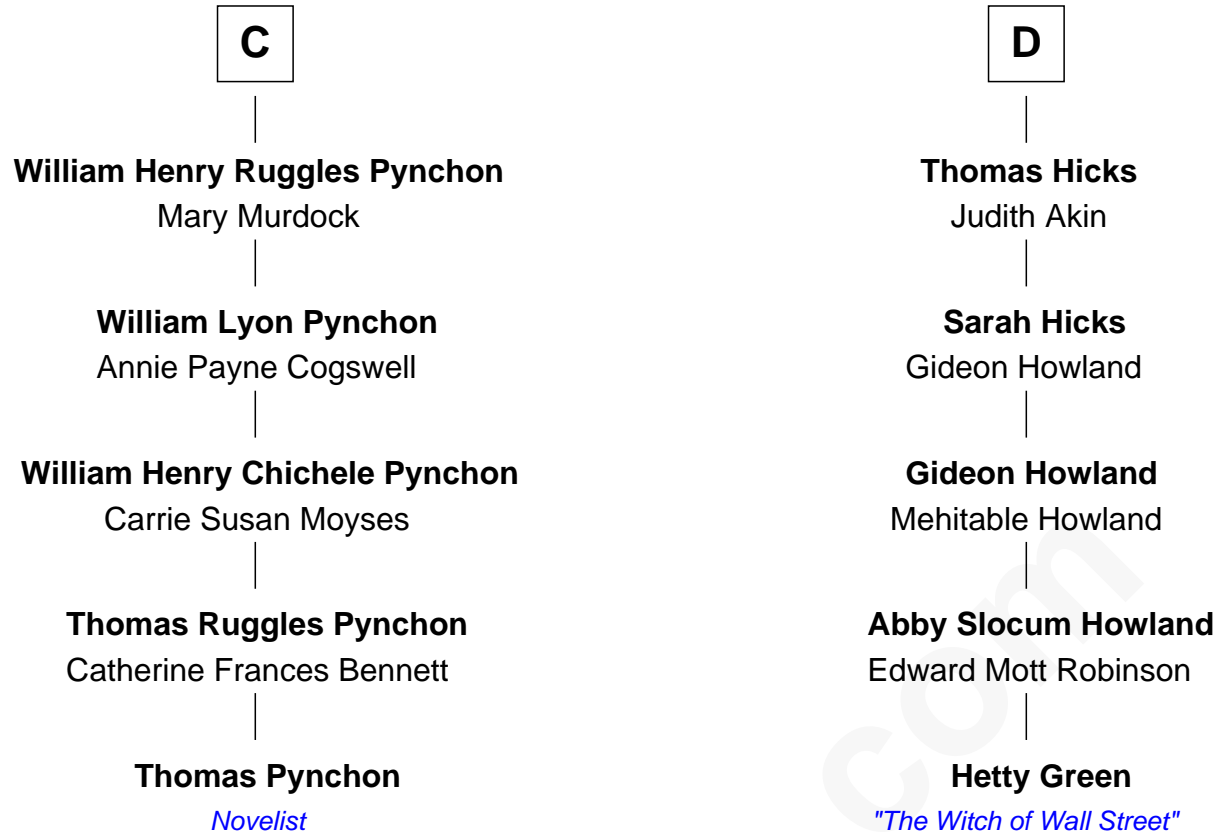 C
William Henry Ruggles Pynchon
Mary Murdock
William Lyon Pynchon
Annie Payne Cogswell
William Henry Chichele Pynchon
Carrie Susan Moyses
Thomas Ruggles Pynchon
Catherine Frances Bennett
Thomas Pynchon
Novelist
D
Thomas Hicks
Judith Akin
Sarah Hicks
Gideon Howland
Gideon Howland
Mehitable Howland
Abby Slocum Howland
Edward Mott Robinson
Hetty Green
"The Witch of Wall Street"
com